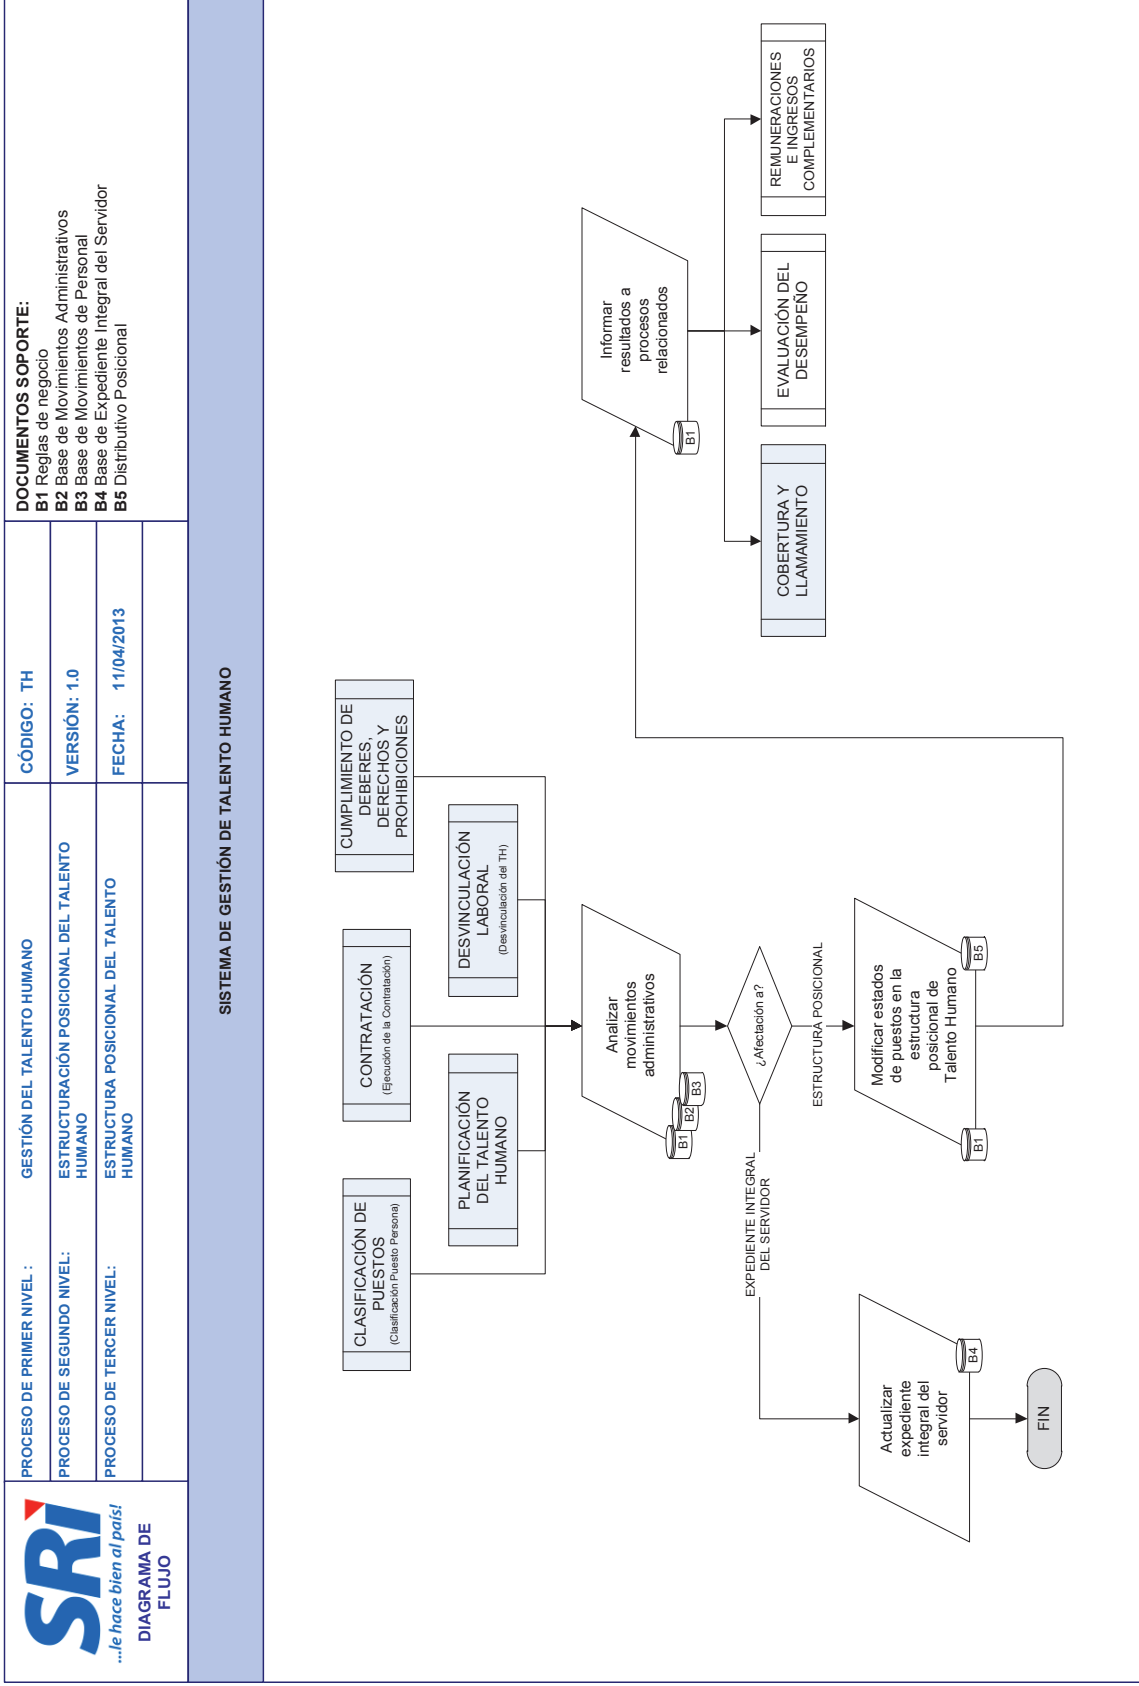 SRi
...le hace bien al país!
DIAGRAMA DE
FLUJO
PROCESO DE PRIMER NIVEL :
GESTIÓN DEL TALENTO HUMANO
CÓDIGO: TH
PROCESO DE SEGUNDO NIVEL:
ESTRUCTURACIÓN POSICIONAL DEL TALENTO
HUMANO
VERSIÓN: 1.0
PROCESO DE TERCER NIVEL:
ESTRUCTURA POSICIONAL DEL TALENTO
HUMANO
FECHA: 11/04/2013
DOCUMENTOS SOPORTE:
B1 Reglas de negocio
B2 Base de Movimientos Administrativos
B3 Base de Movimientos de Personal
B4 Base de Expediente Integral del Servidor
B5 Distributivo Posicional
SISTEMA DE GESTIÓN DE TALENTO HUMANO
CLASIFICACIÓN DE
PUESTOS
(Clasificación Puesto Persona)
CONTRATACIÓN
(Ejecución de la Contratación)
CUMPLIMIENTO DE
DEBERES,
DERECHOS Y
PROHIBICIONES
PLANIFICACIÓN
DEL TALENTO
HUMANO
DESVINCULACIÓN
LABORAL
(Desvinculación del TH)
Analizar
movimientos
administrativos
B1
B2
B3
¿Afectación a?
EXPEDIENTE INTEGRAL
DEL SERVIDOR
ESTRUCTURA POSICIONAL
Actualizar
expediente
integral del
servidor
B4
FIN
Modificar estados
de puestos en la
estructura
posicional de
Talento Humano
B1
B5
Informar
resultados a
procesos
relacionados
B1
COBERTURA Y
LLAMAMIENTO
EVALUACIÓN DEL
DESEMPEÑO
REMUNERACIONES
E INGRESOS
COMPLEMENTARIOS